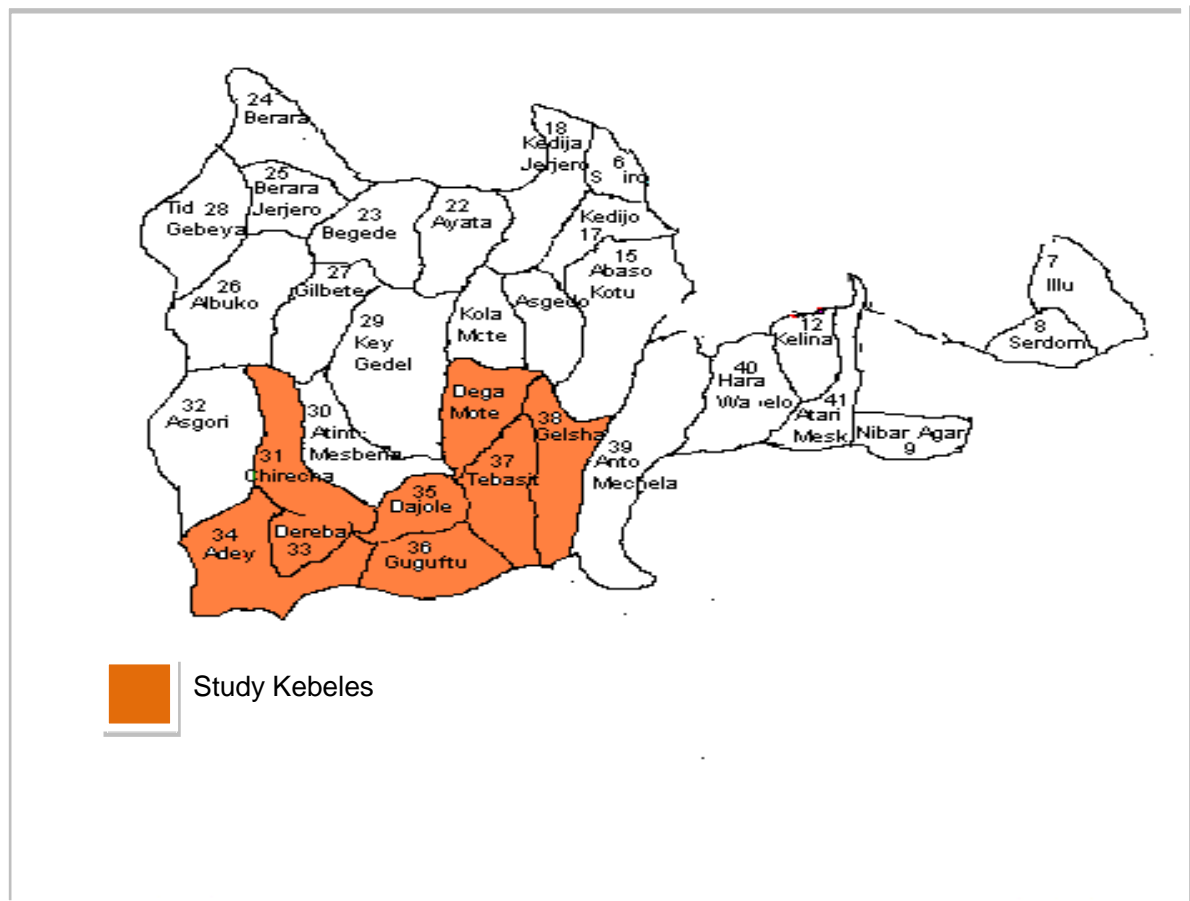 24
Berara
18
Kedija
Jerjero
6
25
Berara
Jerjero
Tid 28
Gebeya
23
Begede
22
Ayata
Kedijo
17
15
Abaso
Kotu
7
Illu
8
Serdom
26
Albuko
27
Gilbete
29
Key
Gedel
Kola
Mcte
Asgedo
12
Kelina
40
Hara
41
Atari
Mesk
Nibar Agar
9
32
Asgori
30
Atint
Mesbena
Dega
Mote
38
Gelsha
39
Anto
Mechela
31
Chirecha
37
Tebasit
35
Dajole
34
Adey
Dereba
33
36
Guguftu
Study Kebeles